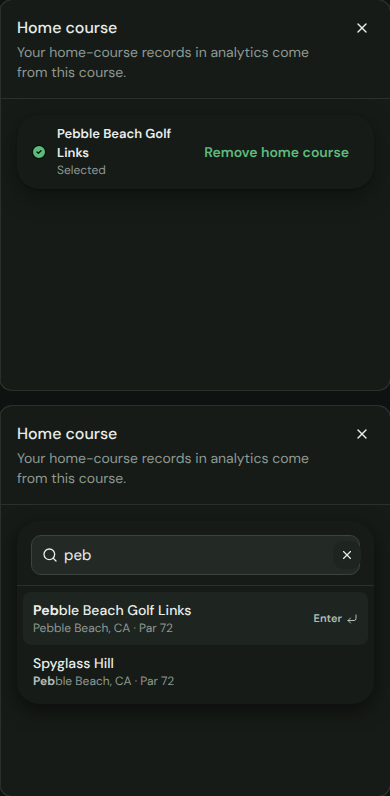 Home course
Your home-course records in analytics come
from this course.
Pebble Beach Golf
Links
Selected
Remove home course
Home course
Your home-course records in analytics come
from this course.
peb
Pebble Beach Golf Links
Pebble Beach, CA · Par 72
Enter
Spyglass Hill
Pebble Beach, CA · Par 72